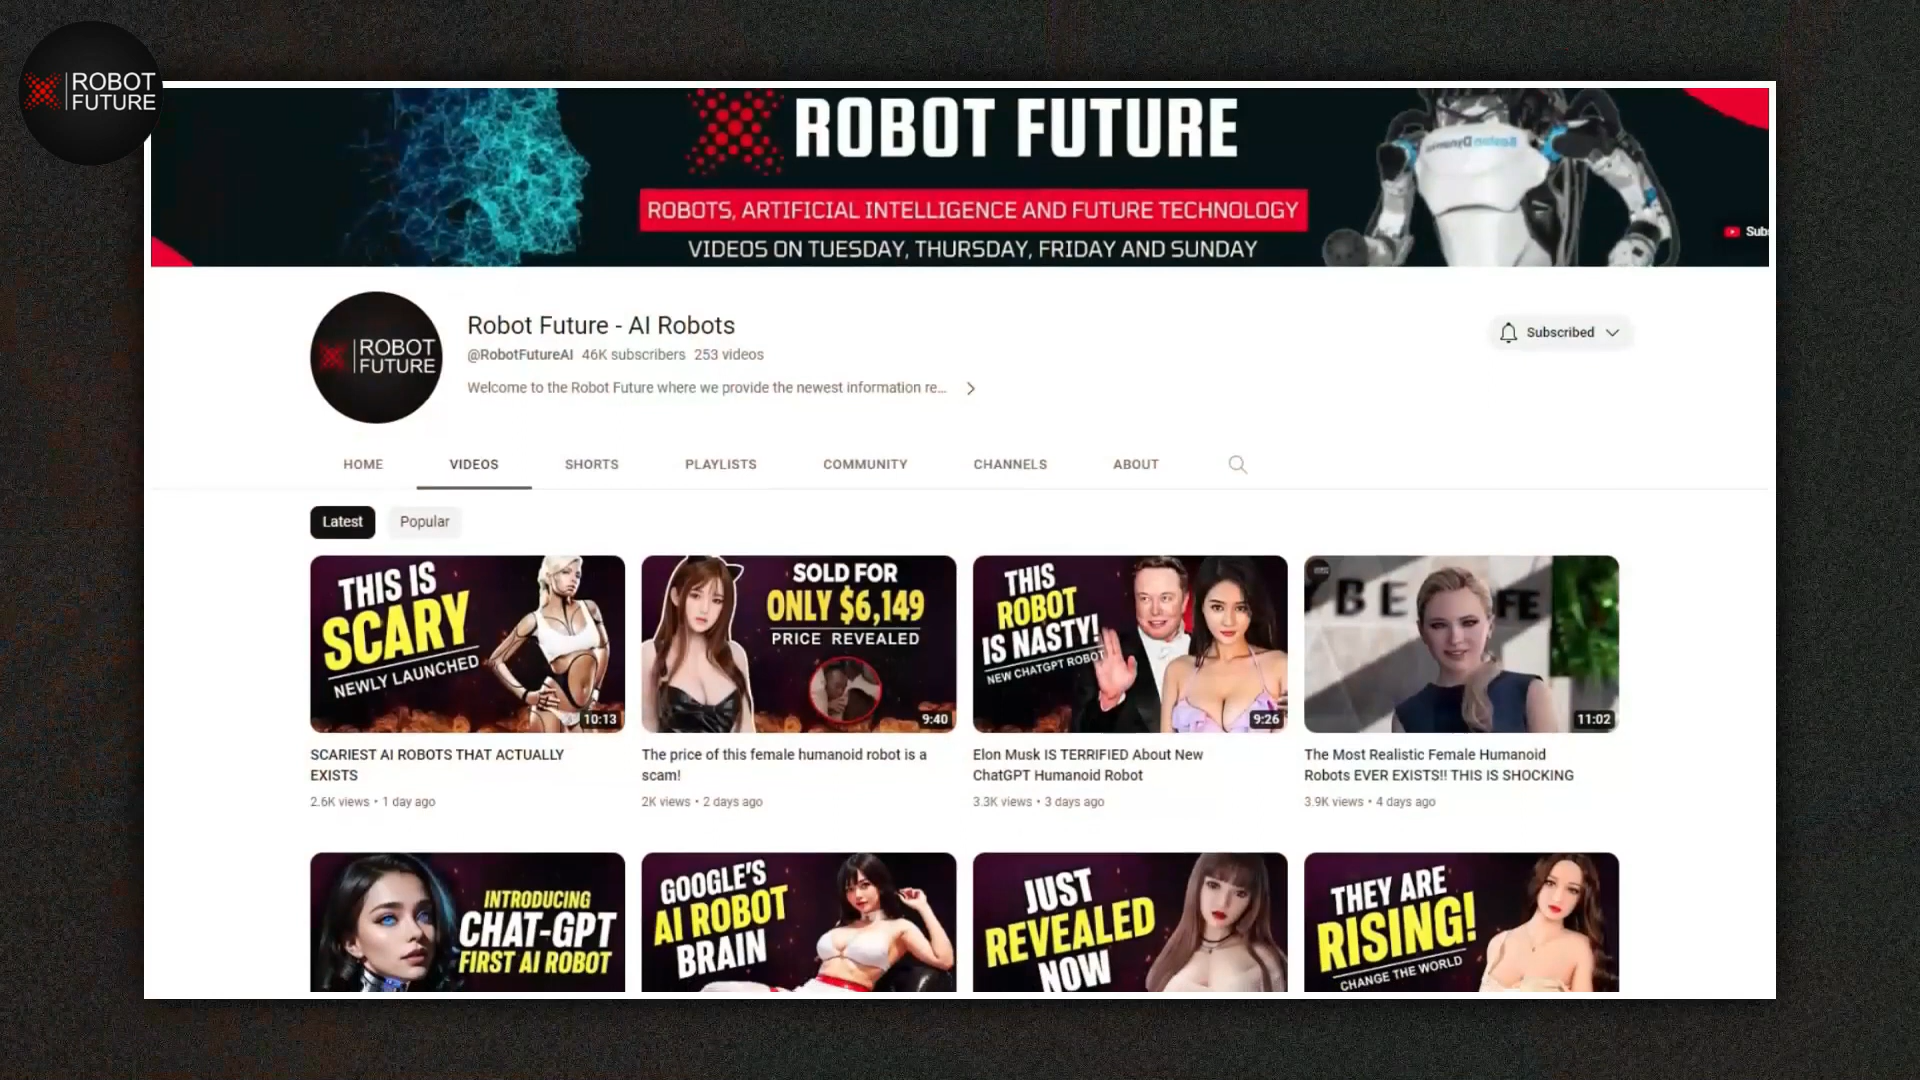 ROBOT
FUTURE
ROBOT FUTURE
ROBOTS, ARTIFICIAL INTELLIGENCE AND FUTURE TECHNOLOGY
VIDEOS ON TUESDAY, THURSDAY, FRIDAY AND SUNDAY
Subs
ROBOT
FUTURE
Robot Future - AI Robots
@RobotFutureAI 46K subscribers 253 videos
Welcome to the Robot Future where we provide the newest information re...
Subscribed
HOME VIDEOS SHORTS PLAYLISTS COMMUNITY CHANNELS ABOUT
Latest Popular
THIS IS
SCARY
NEWLY LAUNCHED
10:13
SOLD FOR
ONLY $6,149
PRICE REVEALED
9:40
THIS
ROBOT
IS NASTY!
NEW CHATGPT ROBOT
9:26
BE FE
11:02
SCARIEST AI ROBOTS THAT ACTUALLY
EXISTS
2.6K views • 1 day ago
The price of this female humanoid robot is a
scam!
2K views • 2 days ago
Elon Musk IS TERRIFIED About New
ChatGPT Humanoid Robot
3.3K views • 3 days ago
The Most Realistic Female Humanoid
Robots EVER EXISTS!! THIS IS SHOCKING
3.9K views • 4 days ago
INTRODUCING
CHAT-GPT
FIRST AI ROBOT
GOOGLE'S
AI ROBOT
BRAIN
JUST
REVEALED
NOW
THEY ARE
RISING!
CHANGE THE WORLD